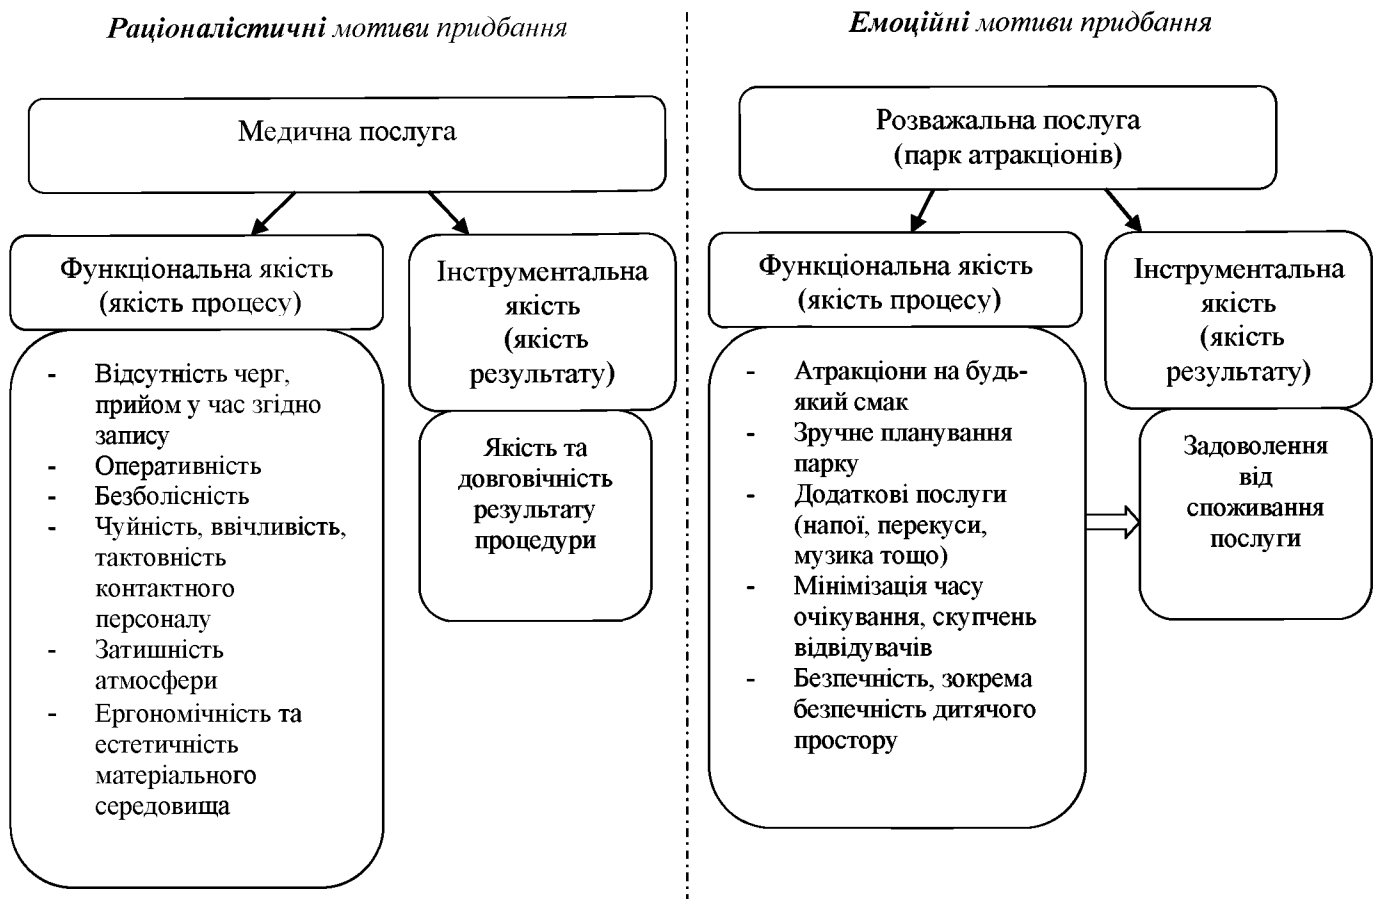 Раціоналістичні мотиви придбання
Медична послуга
Функціональна якість
(якість процесу)
- Відсутність черг,
прийом у час згідно
запису
- Оперативність
- Безболісність
- Чуйність, ввічливість,
тактовність
контактного
персоналу
- Затишність
атмосфери
- Ергономічність та
естетичність
матеріального
середовища
Інструментальна
якість
(якість
результату)
Якість та
довговічність
результату
процедури
Емоційні мотиви придбання
Розважальна послуга
(парк атракціонів)
Функціональна якість
(якість процесу)
- Атракціони на будь-
який смак
- Зручне планування
парку
- Додаткові послуги
(напої, перекуси,
музика тощо)
- Мінімізація часу
очікування, скупчень
відвідувачів
- Безпечність, зокрема
безпечність дитячого
простору
Інструментальна
якість
(якість
результату)
Задоволення
від
споживання
послуги